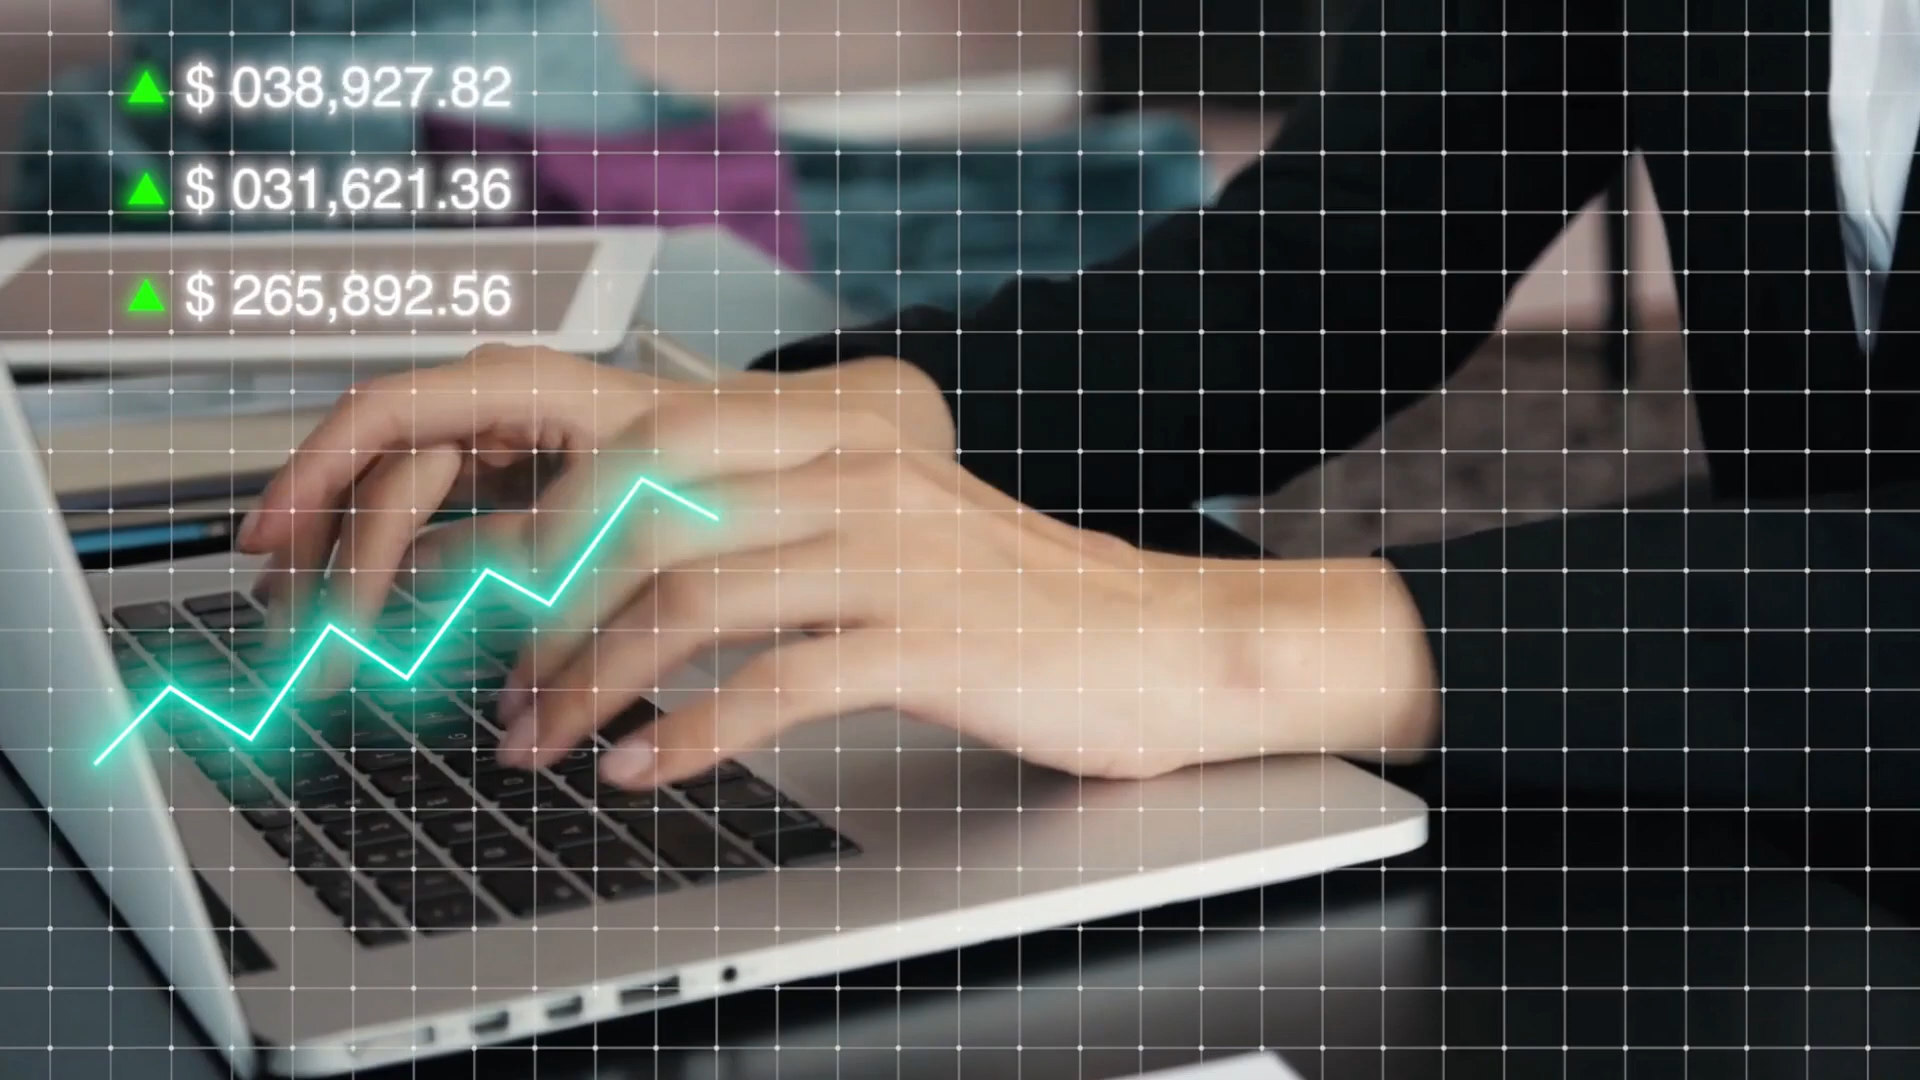 ▲ $ 038,927.82
▲ $ 031,621.36
▲ $ 265,892.56